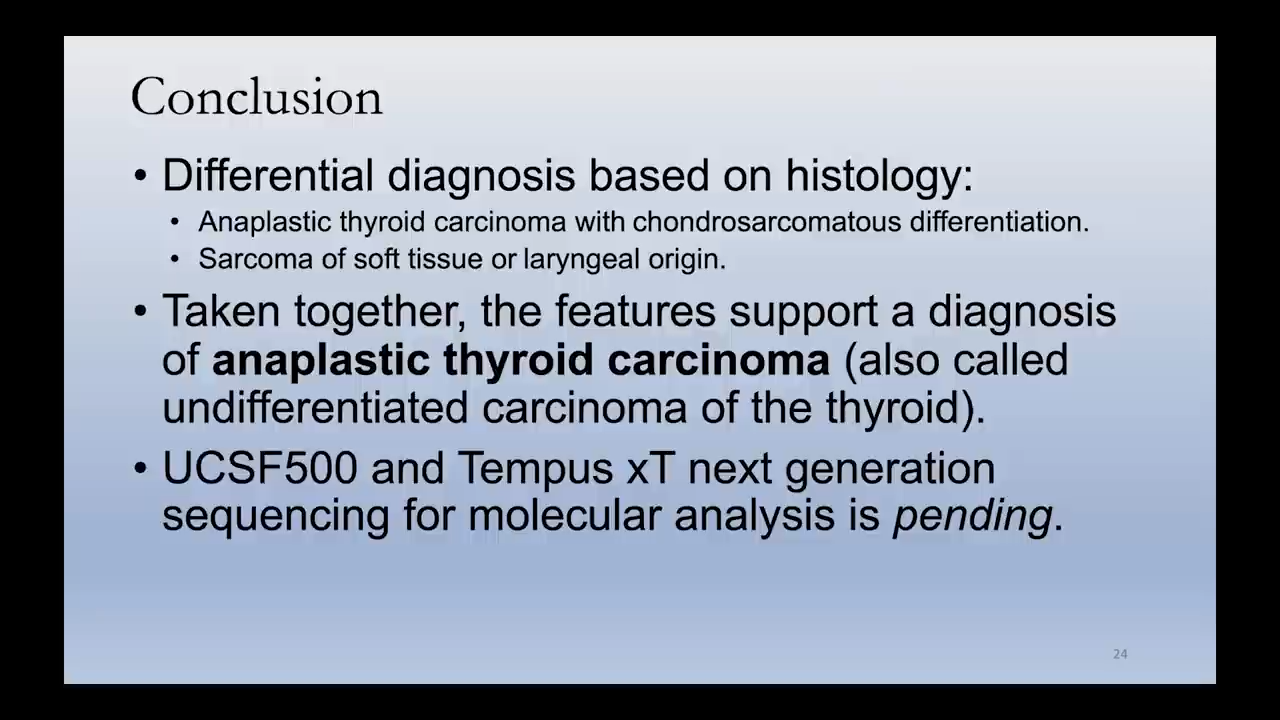 Conclusion
• Differential diagnosis based on histology:
• Anaplastic thyroid carcinoma with chondrosarcomatous differentiation.
• Sarcoma of soft tissue or laryngeal origin.
• Taken together, the features support a diagnosis
of anaplastic thyroid carcinoma (also called
undifferentiated carcinoma of the thyroid).
• UCSF500 and Tempus xT next generation
sequencing for molecular analysis is pending.
24